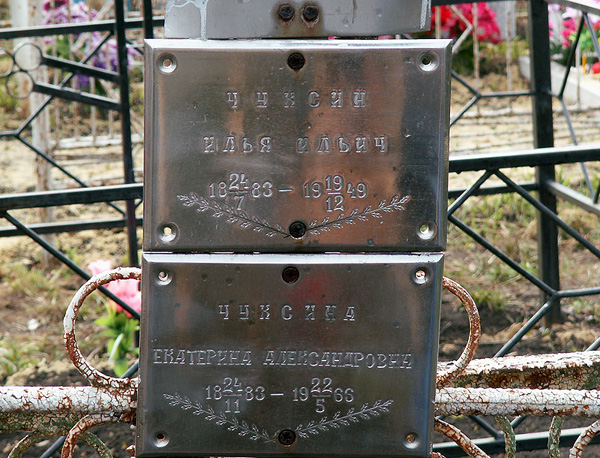 ЧУКСИН
ИЛЬЯ ИЛЬИЧ
18 24/7 83 — 19 19/12 49
ЧУКСИНА
ЕКАТЕРИНА АЛЕКСАНДРОВНА
18 24/11 83 — 19 22/5 66